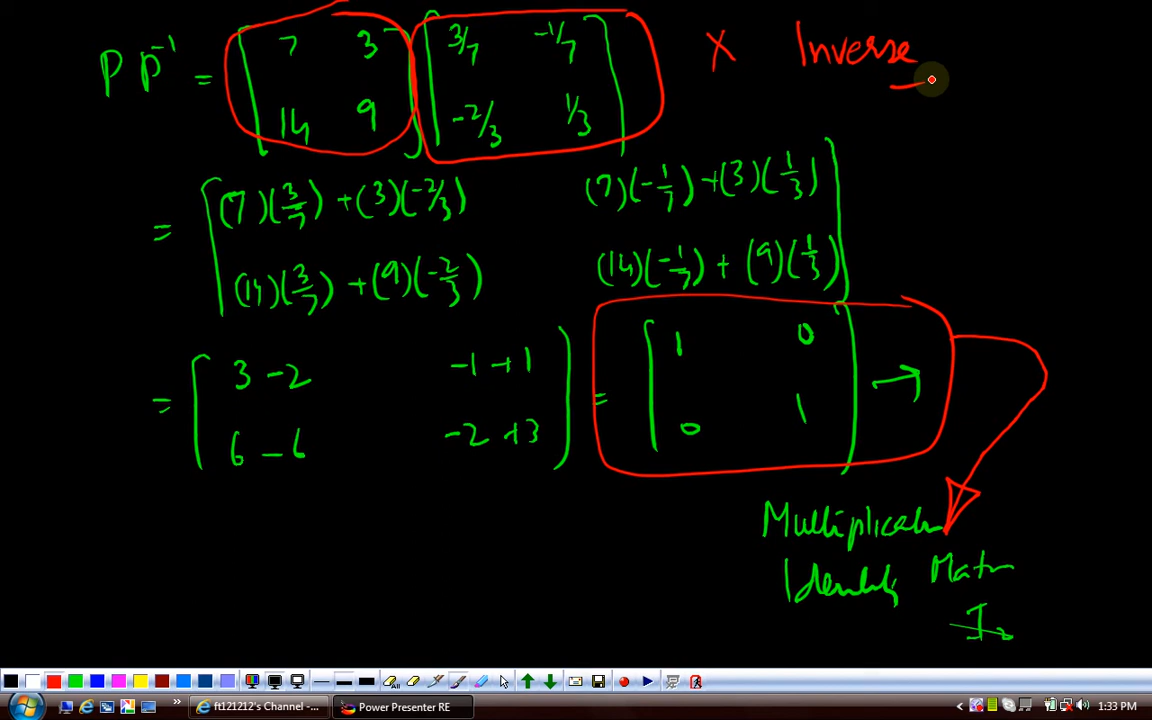 P P⁻¹ = [ 7 3 ] [ 3/7 -1/7 ] X Inverse
[ 14 9 ] [ -2/3 1/3 ]
= [ (7)(3/7) + (3)(-2/3) (7)(-1/7) + (3)(1/3) ]
[ (14)(3/7) + (9)(-2/3) (14)(-1/7) + (9)(1/3) ]
= [ 3 - 2 -1 + 1 ] = [ 1 0 ] →
[ 6 - 6 -2 + 3 ] [ 0 1 ]
Multiplicatn
Identity Matr
I₂
ft121212's Channel -... Power Presenter RE 1:33 PM